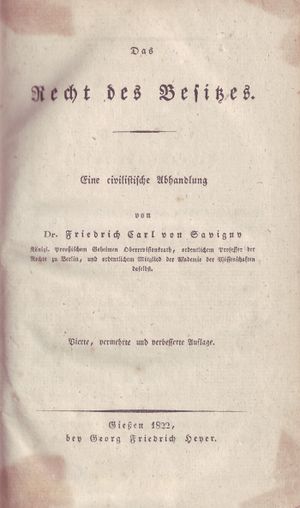 Das
Recht des Besitzes.
Eine civilistische Abhandlung
von
Dr. Friedrich Carl von Savigny
Königl. Preußischem Geheimen Oberrevisionsrath, ordentlichem Professor der
Rechte zu Berlin, und ordentlichem Mitglied der Akademie der Wissenschaften
daselbst.
Vierte, vermehrte und verbesserte Auflage.
Gießen 1822,
bey Georg Friedrich Heyer.